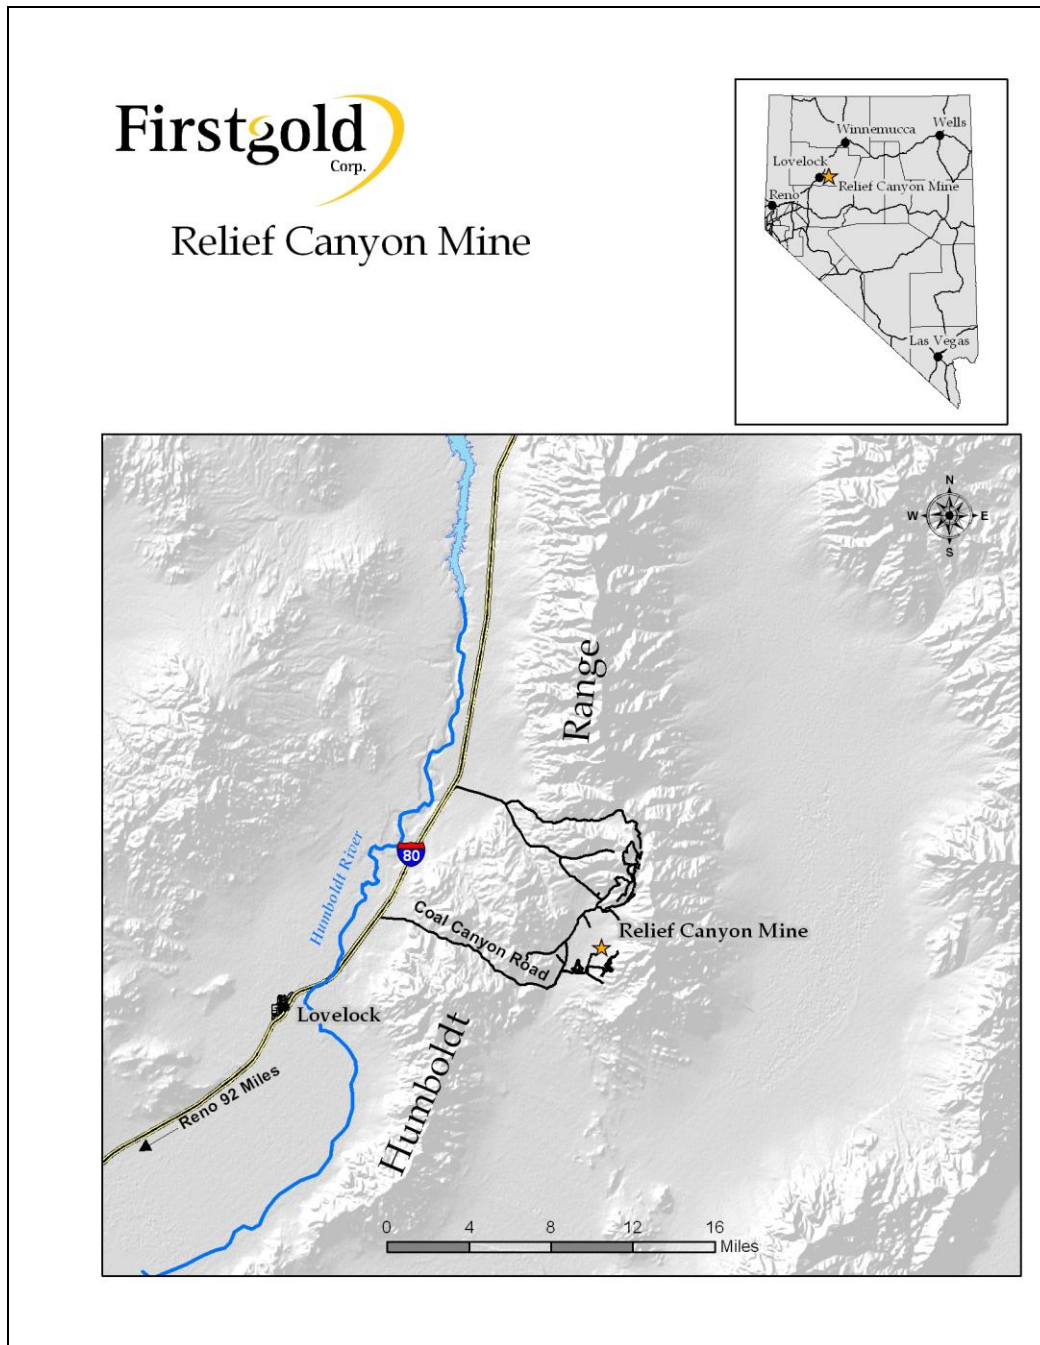 Firstgold
Corp.
Relief Canyon Mine
Winnemucca
Wells
Lovelock
Relief Canyon Mine
Reno
Las Vegas
N
W
E
S
Range
80
Humboldt River
Coal Canyon Road
Relief Canyon Mine
Lovelock
Humboldt
Reno 92 Miles
0 4 8 12 16
Miles